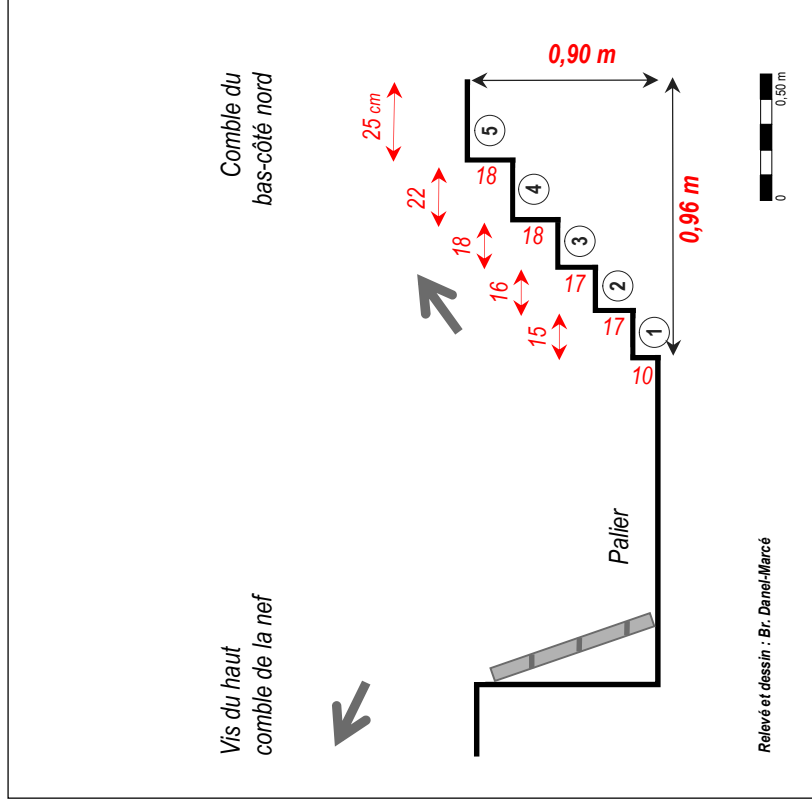 Vis du haut
comble de la nef
Comble du
bas-côté nord
25 cm
22
18
16
15
18
18
17
17
10
5
4
3
2
1
0,90 m
0,96 m
Palier
0
0,50 m
Relevé et dessin : Br. Danel-Marcé